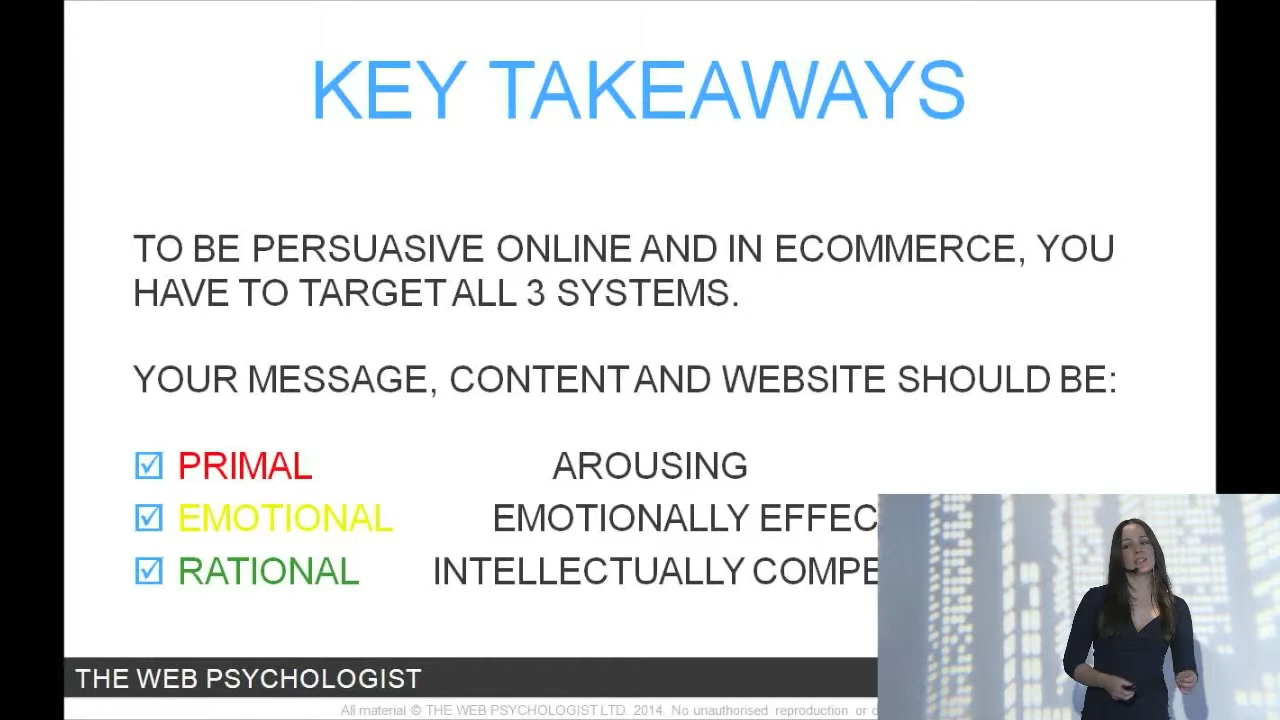 KEY TAKEAWAYS
TO BE PERSUASIVE ONLINE AND IN ECOMMERCE, YOU
HAVE TO TARGET ALL 3 SYSTEMS.
YOUR MESSAGE, CONTENT AND WEBSITE SHOULD BE:
PRIMAL AROUSING
EMOTIONAL EMOTIONALLY
RATIONAL INTELLECTUALLY
THE WEB PSYCHOLOGIST
All material © THE WEB PSYCHOLOGIST LTD. 2014. No unauthorised reproduction or